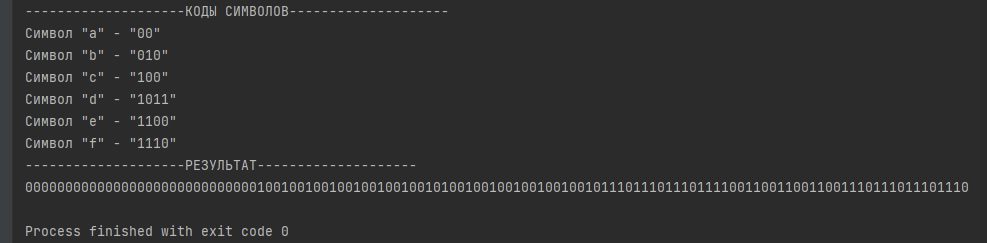 --------------------КОДЫ СИМВОЛОВ--------------------
Символ "a" - "00"
Символ "b" - "010"
Символ "c" - "100"
Символ "d" - "1011"
Символ "e" - "1100"
Символ "f" - "1110"
--------------------РЕЗУЛЬТАТ--------------------
0000000000000000000000000000010010010010010010010010100100100100100100101110111011101111001100110011001110111011101110
Process finished with exit code 0